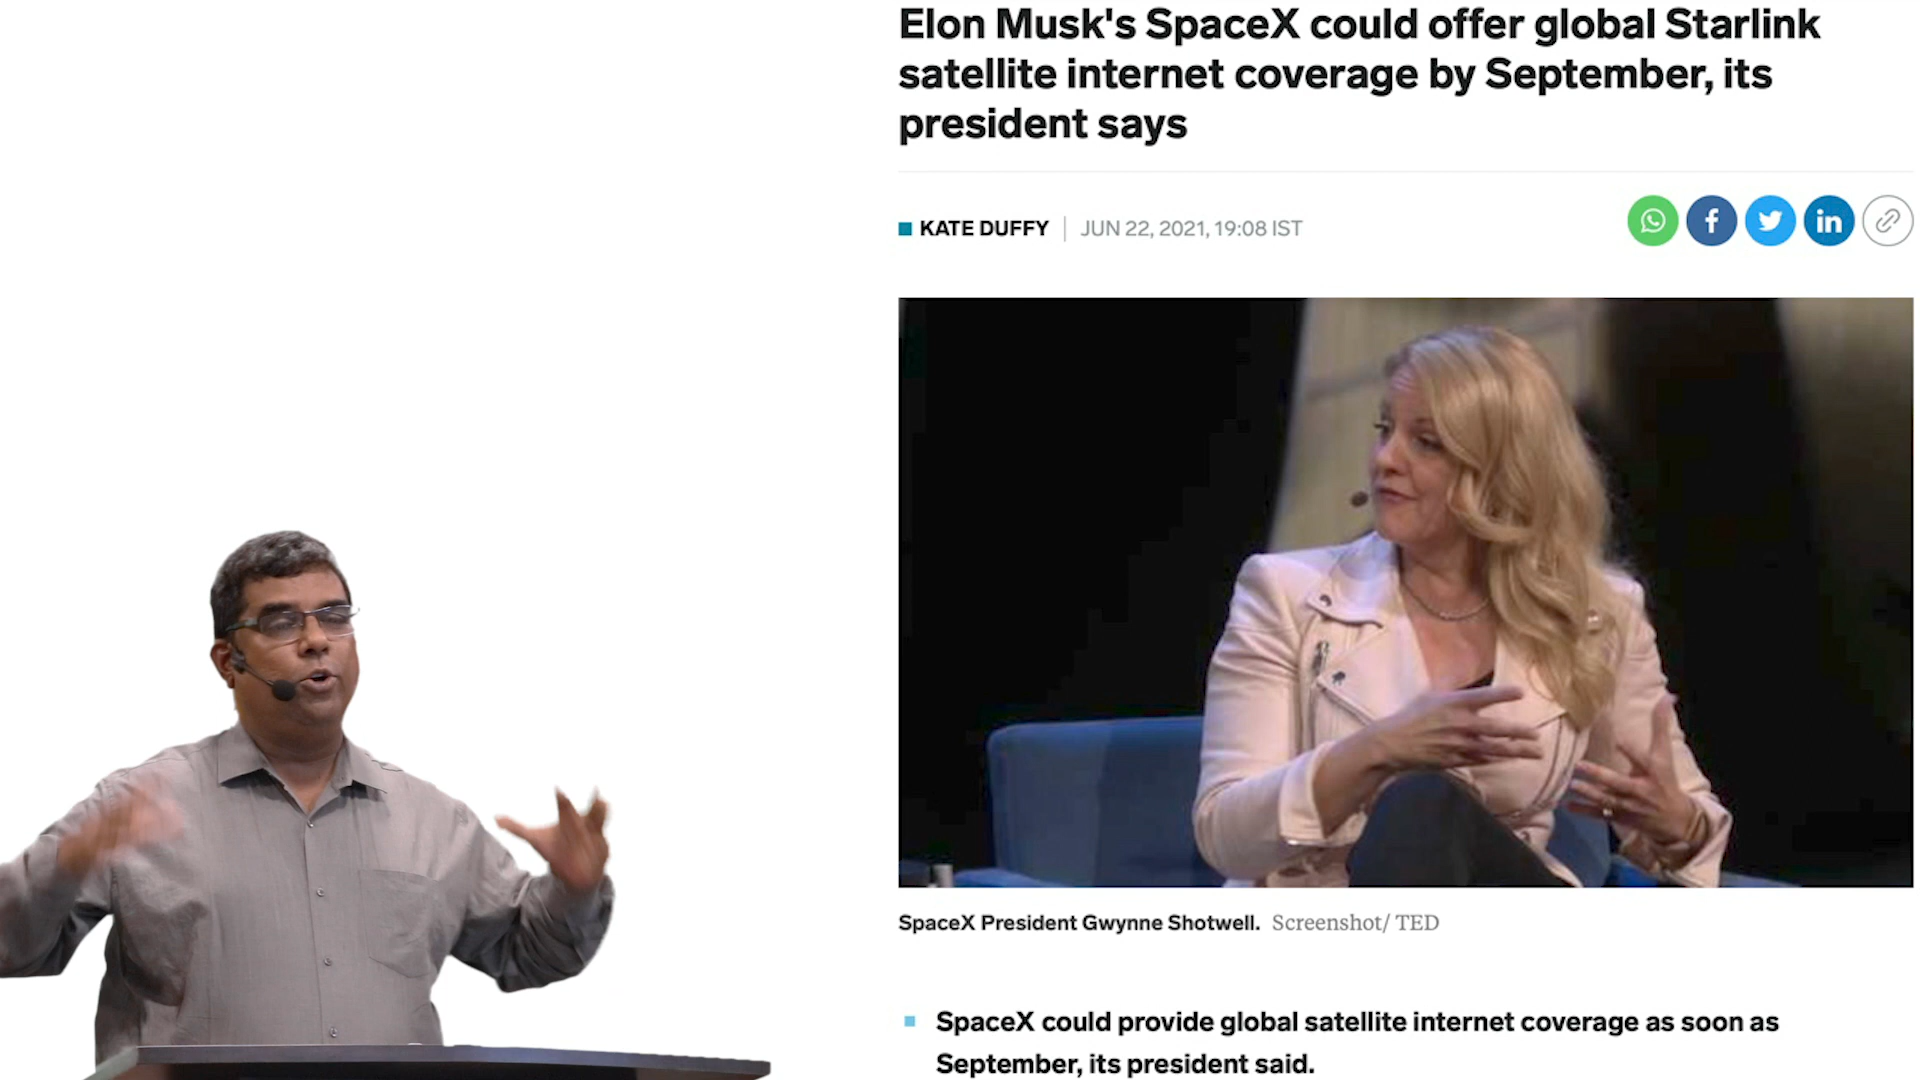 Elon Musk's SpaceX could offer global Starlink
satellite internet coverage by September, its
president says
KATE DUFFY | JUN 22, 2021, 19:08 IST
f
in
SpaceX President Gwynne Shotwell. Screenshot/ TED
SpaceX could provide global satellite internet coverage as soon as
September, its president said.